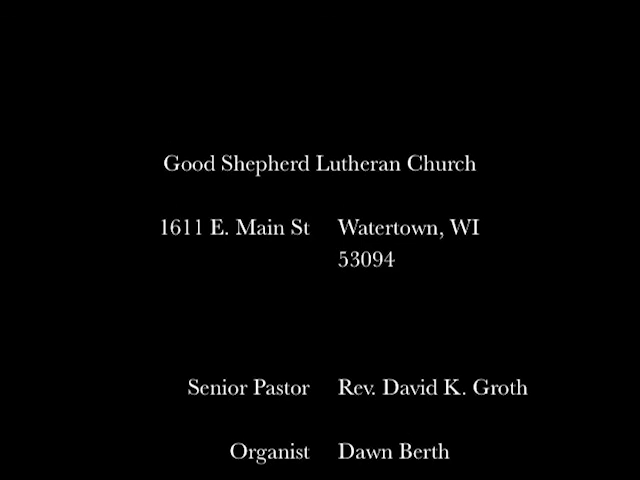 Good Shepherd Lutheran Church
1611 E. Main St Watertown, WI
53094
Senior Pastor Rev. David K. Groth
Organist Dawn Berth